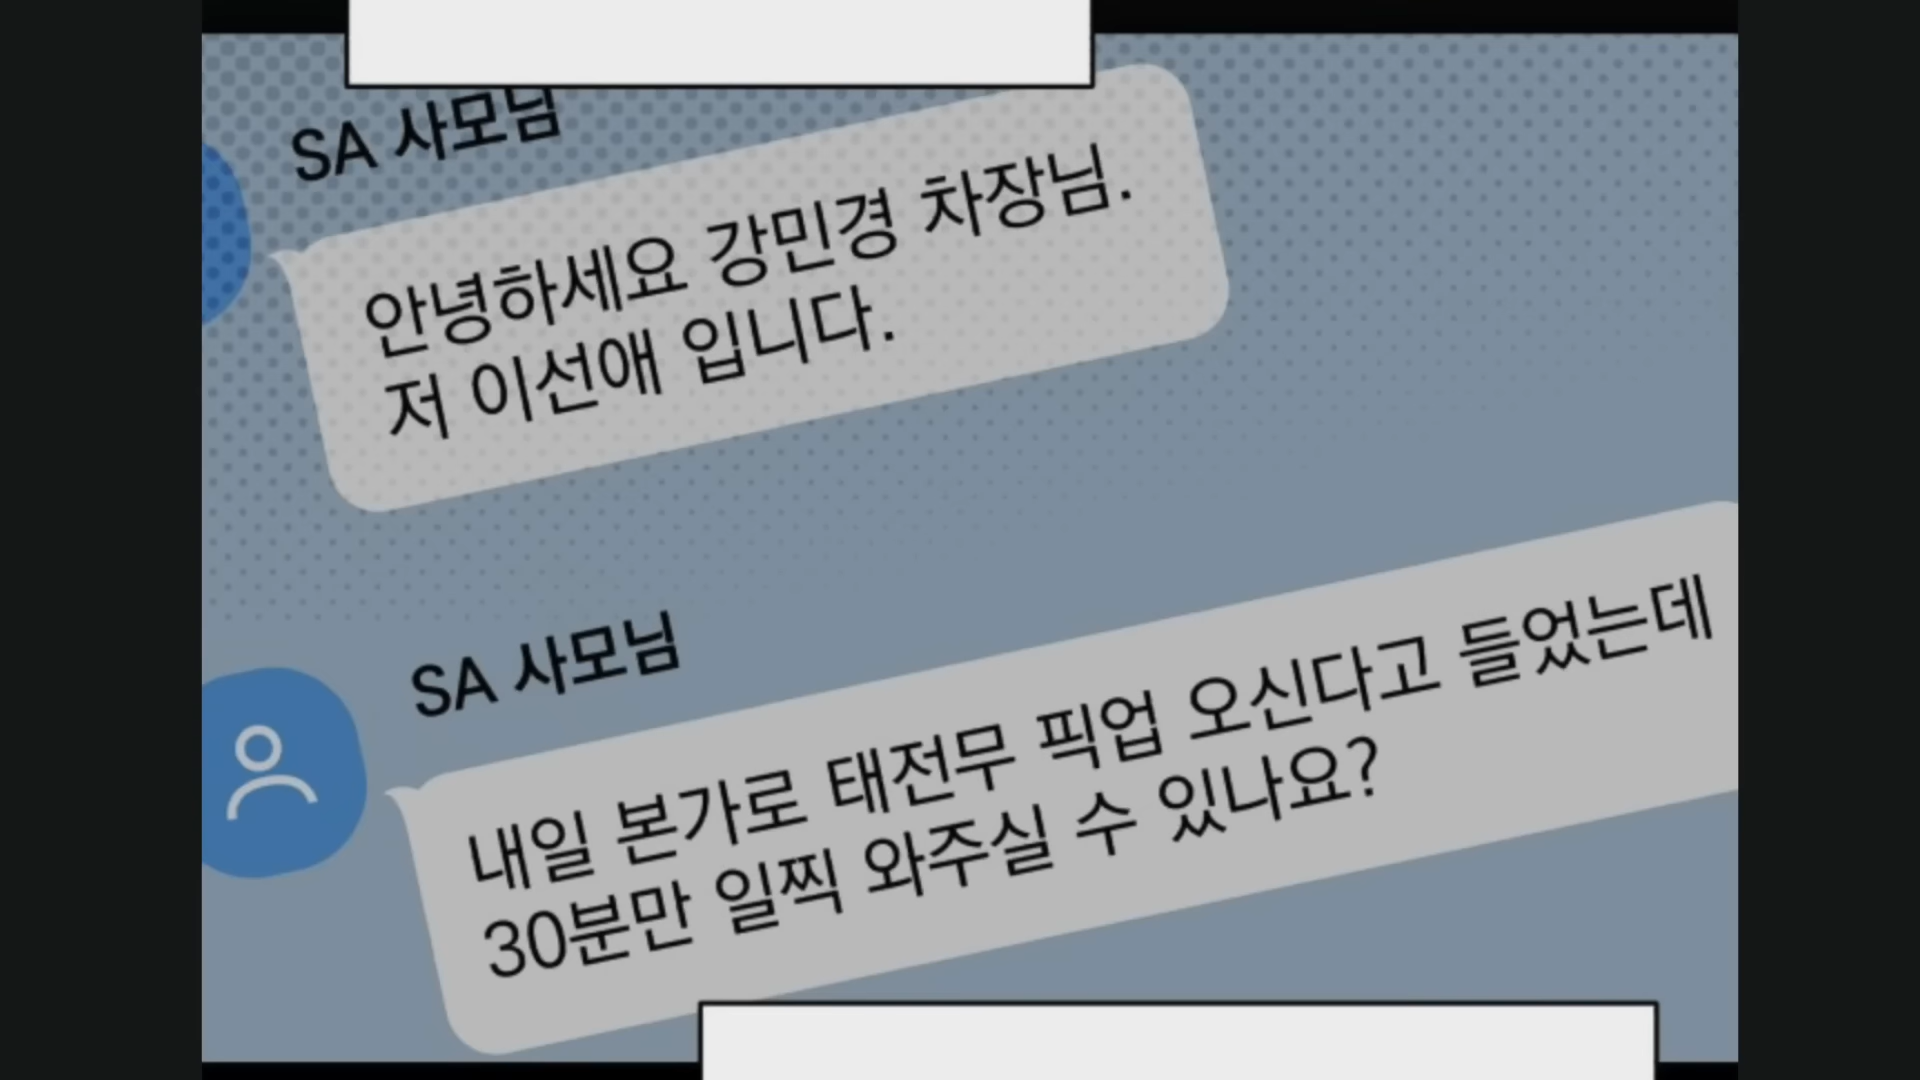 SA 사모님
안녕하세요 강민경 차장님.
저 이선애 입니다.
SA 사모님
내일 본가로 태전무 픽업 오신다고 들었는데
30분만 일찍 와주실 수 있나요?